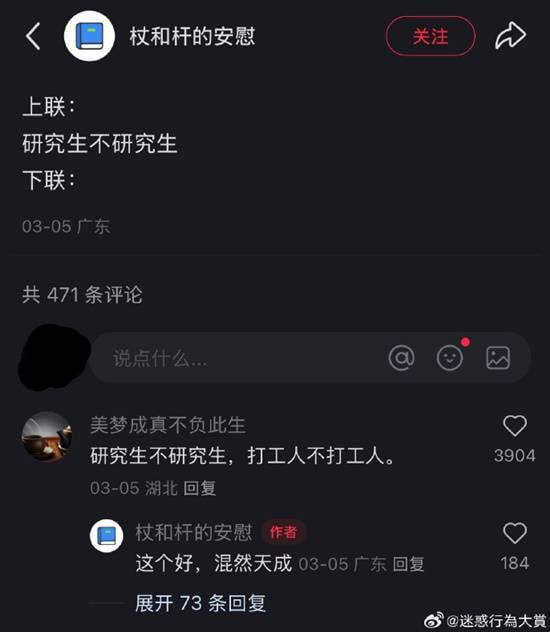 杖和杆的安慰
关注
上联：
研究生不研究生
下联：
03-05 广东
共 471 条评论
说点什么...
美梦成真不负此生
研究生不研究生，打工人不打工人。
3904
03-05 湖北 回复
杖和杆的安慰 作者
这个好，混然天成 03-05 广东 回复
184
展开 73 条回复
@迷惑行為大賞